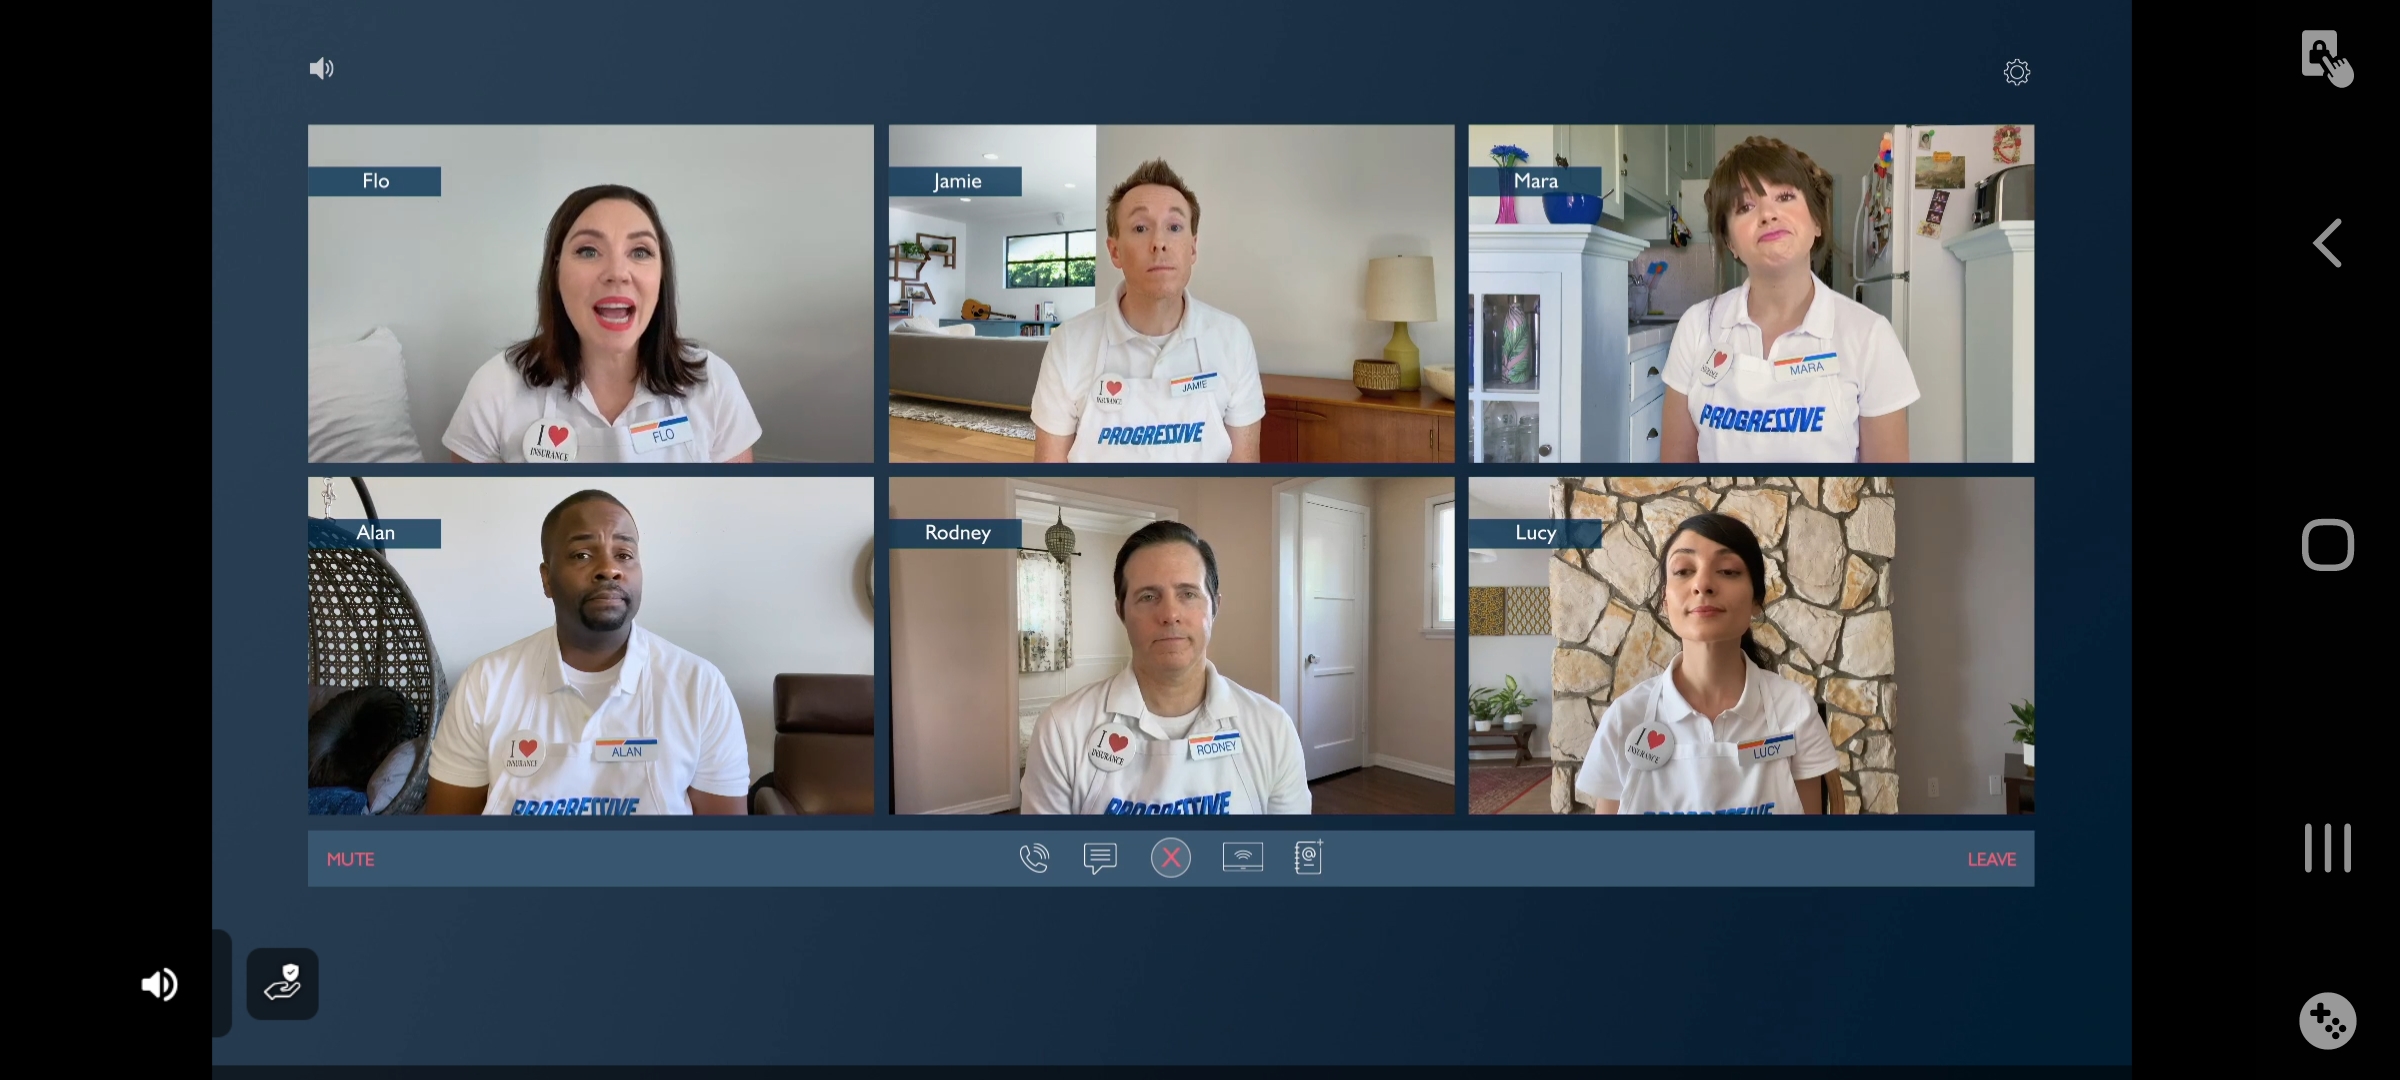 Flo
Jamie
Mara
I
INSURANCE
FLO
I
INSURANCE
JAMIE
PROGRESSIVE
I
INSURANCE
MARA
PROGRESSIVE
Alan
Rodney
Lucy
I
INSURANCE
ALAN
PROGRESSIVE
I
INSURANCE
RODNEY
PROGRESSIVE
I
INSURANCE
LUCY
PROGRESSIVE
MUTE
LEAVE